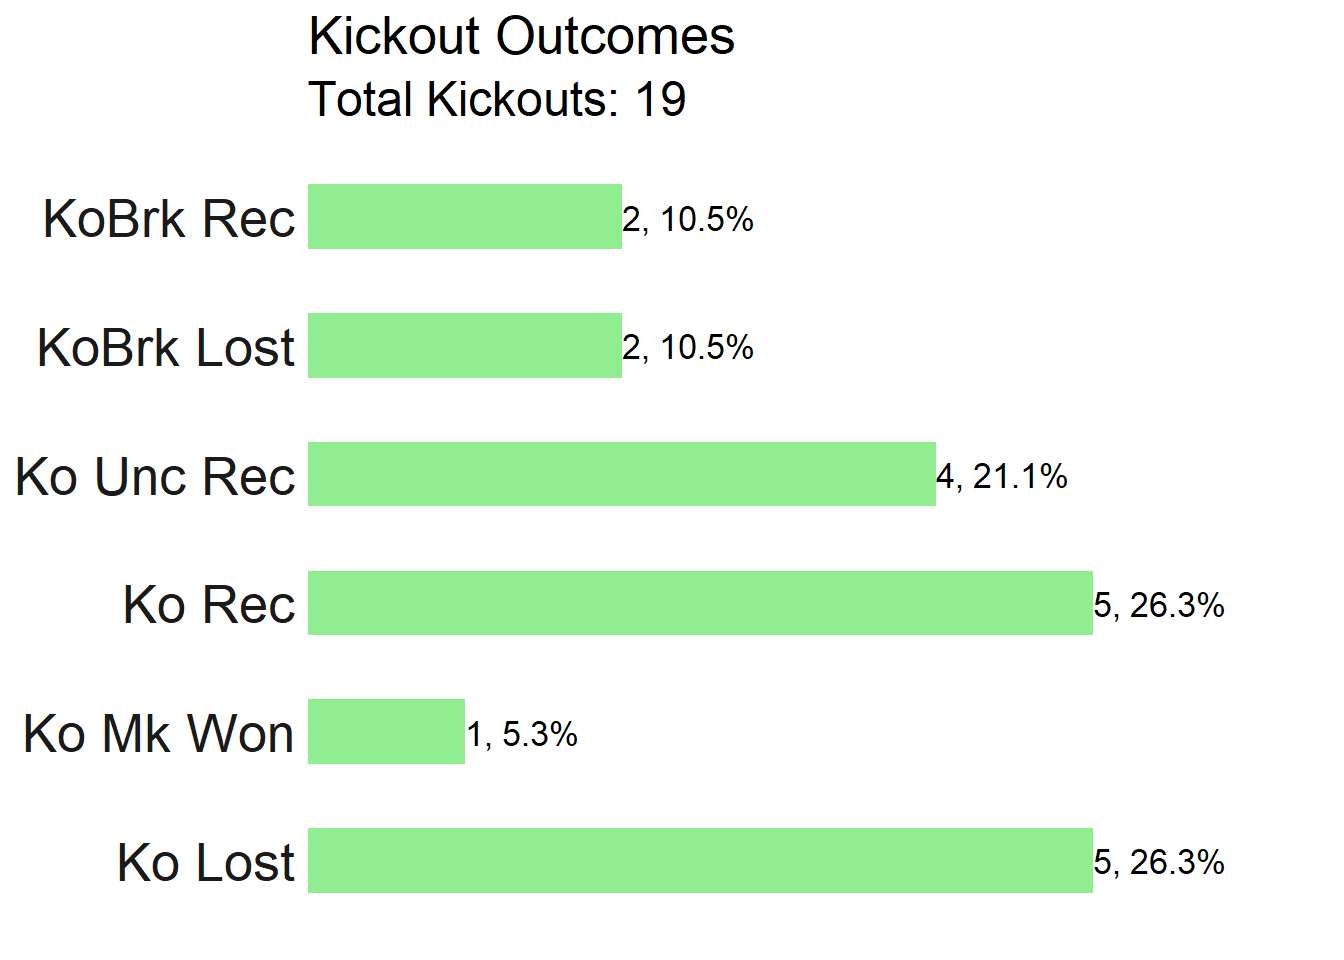 Kickout Outcomes
Total Kickouts: 19
KoBrk Rec 2, 10.5%
KoBrk Lost 2, 10.5%
Ko Unc Rec 4, 21.1%
Ko Rec 5, 26.3%
Ko Mk Won 1, 5.3%
Ko Lost 5, 26.3%